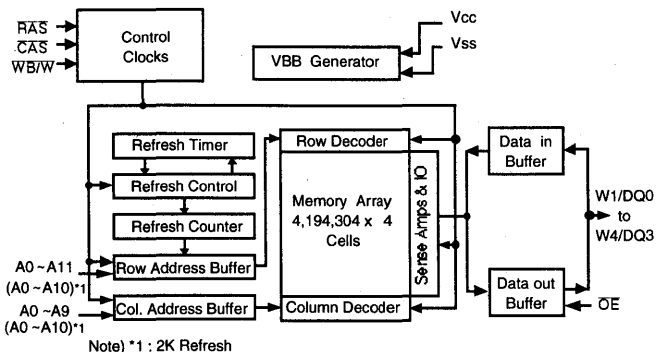 RAS
CAS
WB/W
Control
Clocks
Vcc
Vss
VBB Generator
Refresh Timer
Refresh Control
Refresh Counter
Row Address Buffer
Col. Address Buffer
A0 ~A11
(A0 ~A10)*1
A0 ~A9
(A0 ~A10)*1
Row Decoder
Memory Array
4,194,304 x 4
Cells
Column Decoder
Sense Amps & IO
Data in
Buffer
W1/DQ0
to
W4/DQ3
Data out
Buffer
OE
Note) *1 : 2K Refresh